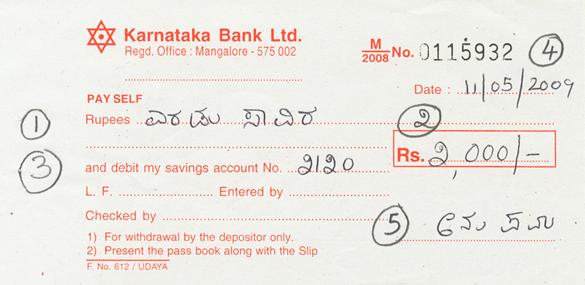 Karnataka Bank Ltd.
Regd. Office : Mangalore - 575 002
M/2008 No. 0115932 4
Date : 11/05/2009
PAY SELF
1 Rupees ಎರಡು ಸಾವಿರ 2
Rs. 2,000/-
3 and debit my savings account No. 2120
L. F. Entered by
Checked by
5
1) For withdrawal by the depositor only.
2) Present the pass book along with the Slip
F. No. 612 / UDAYA